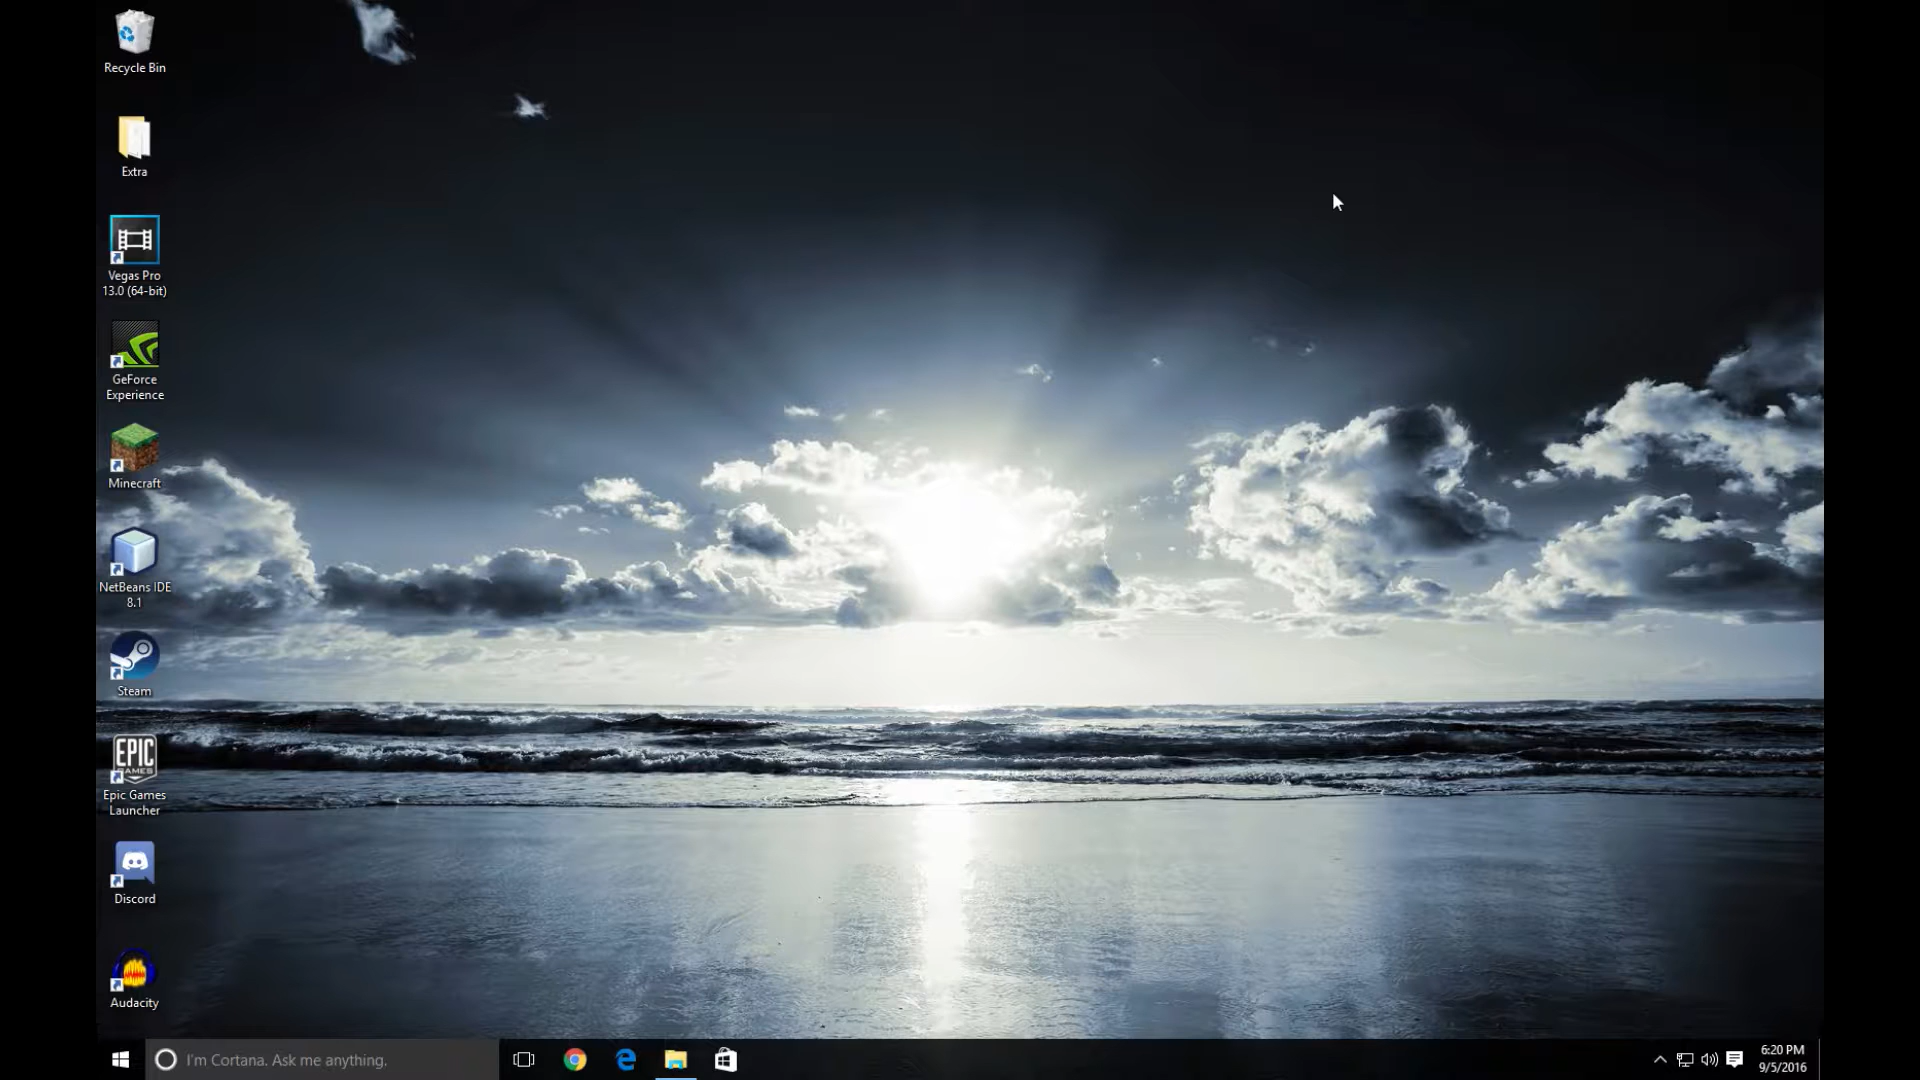 Recycle Bin
Extra
Vegas Pro
13.0 (64-bit)
GeForce
Experience
Minecraft
NetBeans IDE
8.1
Steam
EPIC
GAMES
Epic Games
Launcher
Discord
Audacity
I'm Cortana. Ask me anything.
6:20 PM
9/5/2016